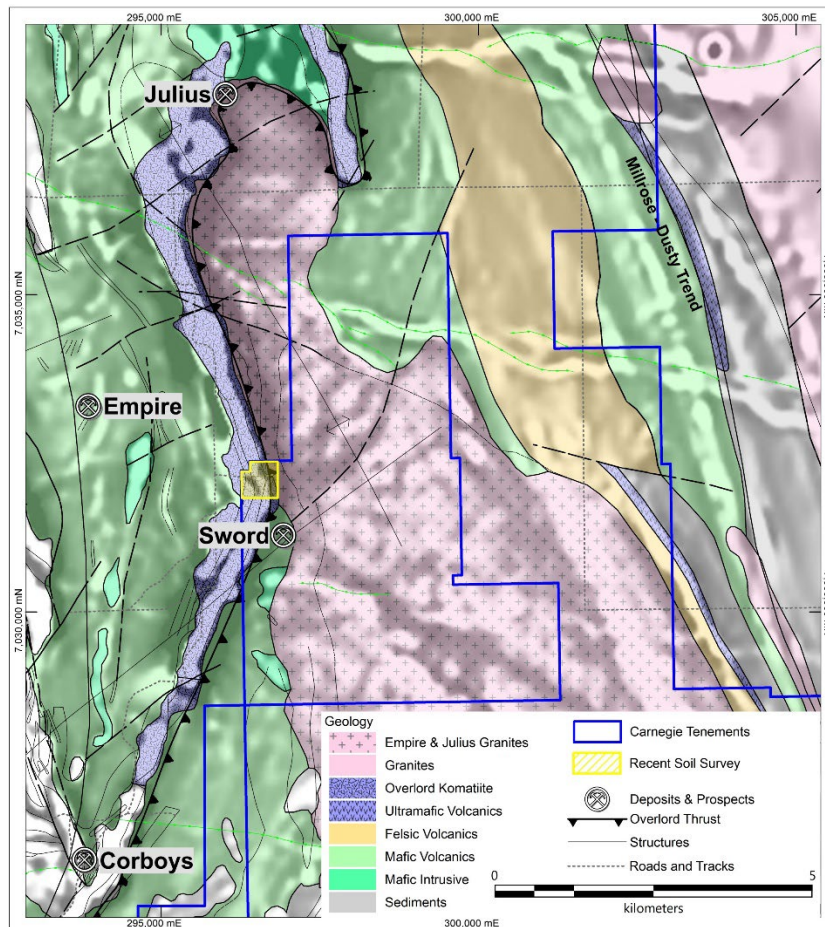 295,000 mE
300,000 mE
305,000 mE
Julius
Millrose - Dusty Trend
7,035,000 mN
Empire
Sword
7,030,000 mN
Corboys
Geology
Empire & Julius Granites
Granites
Overlord Komatiite
Ultramafic Volcanics
Felsic Volcanics
Mafic Volcanics
Mafic Intrusive
Sediments
Carnegie Tenements
Recent Soil Survey
Deposits & Prospects
Overlord Thrust
Structures
Roads and Tracks
0
5
kilometers
295,000 mE
300,000 mE